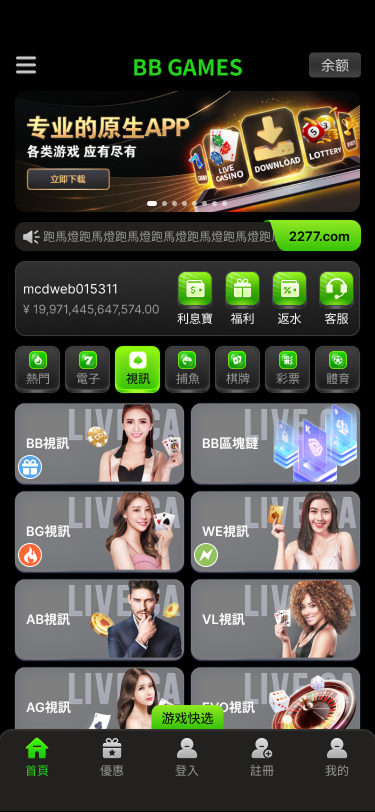 BB GAMES
余额
专业的原生APP
各类游戏 应有尽有
立即下载
LIVE CASINO
DOWNLOAD
LOTTERY
跑馬燈跑馬燈跑馬燈跑馬燈跑馬燈跑馬燈跑馬燈跑
2277.com
mcdweb015311
¥ 19,971,445,647,574.00
利息寶
福利
返水
客服
熱門
電子
視訊
捕魚
棋牌
彩票
體育
BB視訊
LIVE CA
BB區塊鏈
LIVE
BG視訊
LIVE CA
WE視訊
LIVE CA
AB視訊
LIVE CA
VL視訊
LIVE CA
AG視訊
LIVE CA
EVO視訊
游戏快选
首頁
優惠
登入
註冊
我的